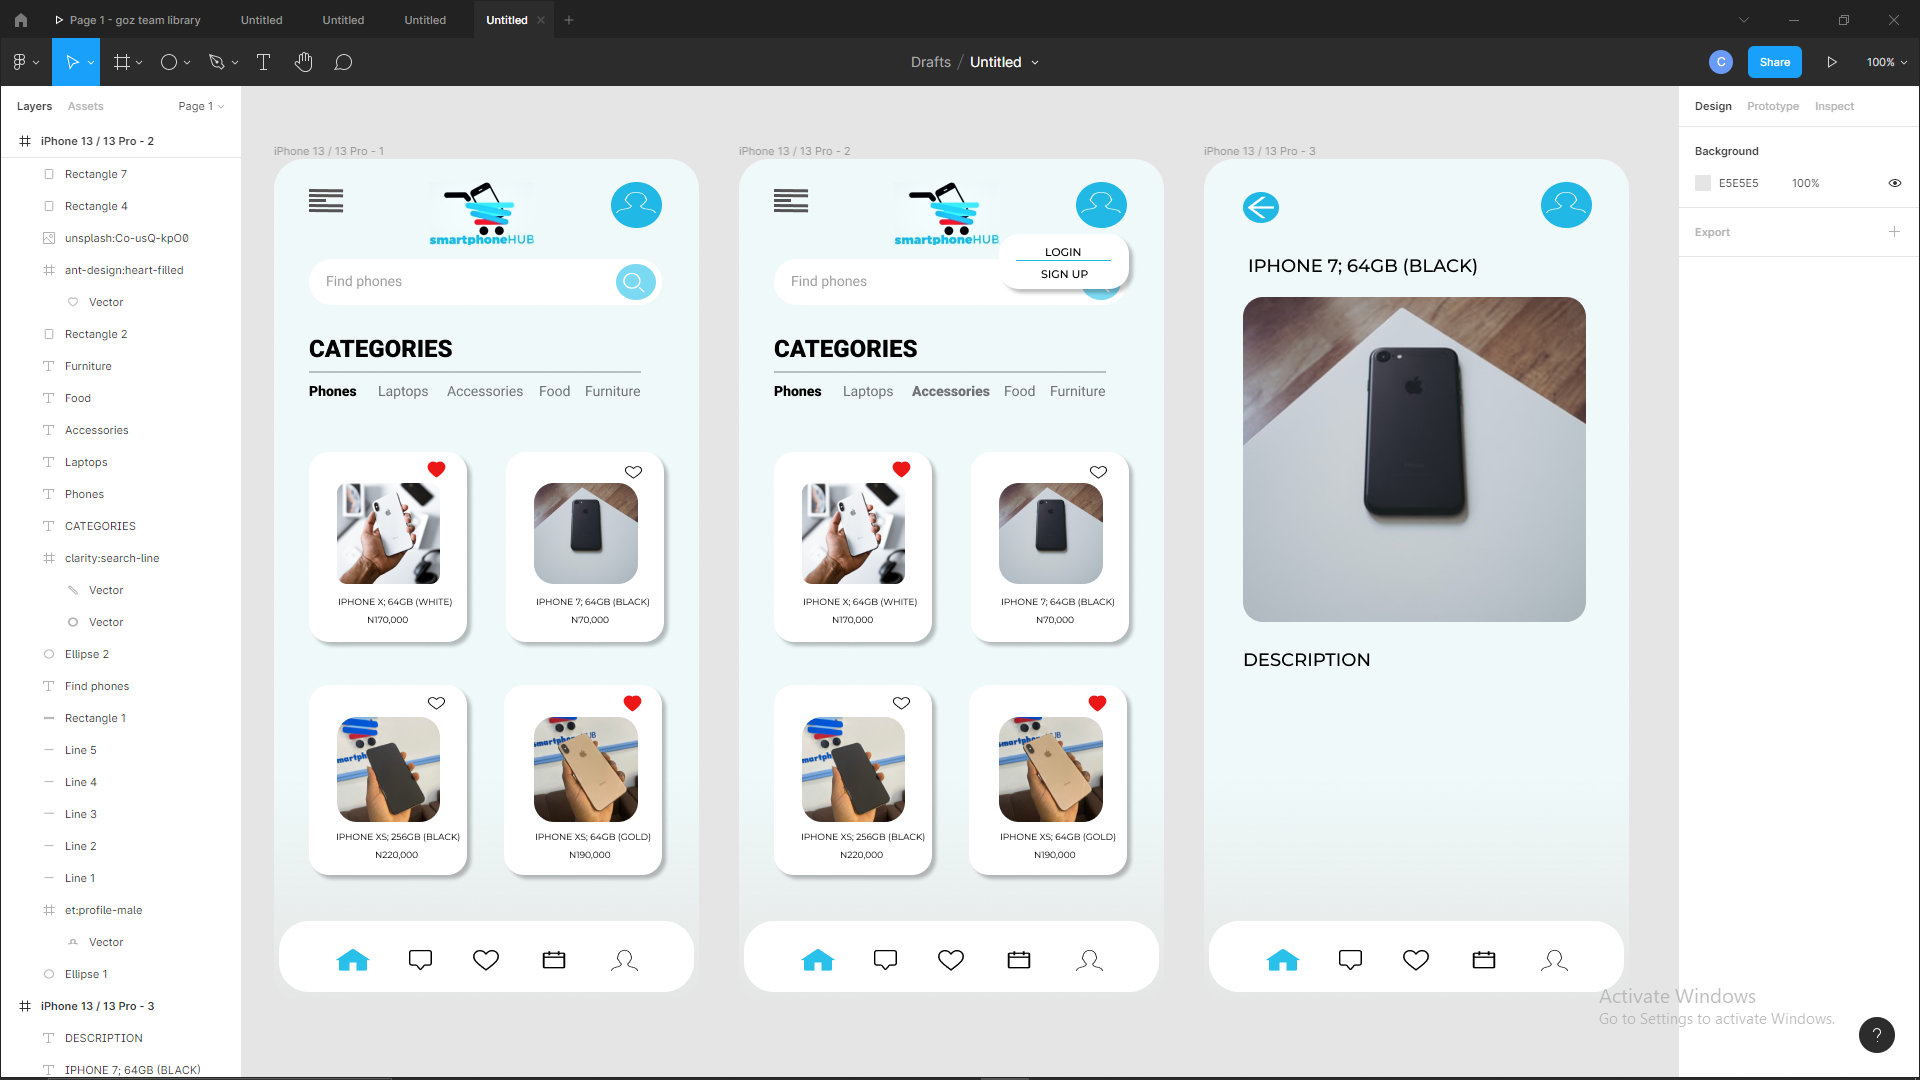 Page 1 - goz team library
Untitled
Untitled
Untitled
Untitled
Drafts / Untitled
C
Share
100%
Layers
Assets
Page 1
iPhone 13 / 13 Pro - 2
Rectangle 7
Rectangle 4
unsplash:Co-usQ-kpO0
ant-design:heart-filled
Vector
Rectangle 2
Furniture
Food
Accessories
Laptops
Phones
CATEGORIES
clarity:search-line
Vector
Vector
Ellipse 2
Find phones
Rectangle 1
Line 5
Line 4
Line 3
Line 2
Line 1
et:profile-male
Vector
Ellipse 1
iPhone 13 / 13 Pro - 3
DESCRIPTION
IPHONE 7; 64GB (BLACK)
iPhone 13 / 13 Pro - 1
smartphoneHUB
Find phones
CATEGORIES
Phones Laptops Accessories Food Furniture
IPHONE X; 64GB (WHITE)
N170,000
IPHONE 7; 64GB (BLACK)
N70,000
IPHONE XS; 256GB (BLACK)
N220,000
IPHONE XS; 64GB (GOLD)
N190,000
iPhone 13 / 13 Pro - 2
smartphoneHUB
LOGIN
SIGN UP
Find phones
CATEGORIES
Phones Laptops Accessories Food Furniture
IPHONE X; 64GB (WHITE)
N170,000
IPHONE 7; 64GB (BLACK)
N70,000
IPHONE XS; 256GB (BLACK)
N220,000
IPHONE XS; 64GB (GOLD)
N190,000
iPhone 13 / 13 Pro - 3
IPHONE 7; 64GB (BLACK)
DESCRIPTION
Design
Prototype
Inspect
Background
E5E5E5
100%
Export
Activate Windows
Go to Settings to activate Windows.
?